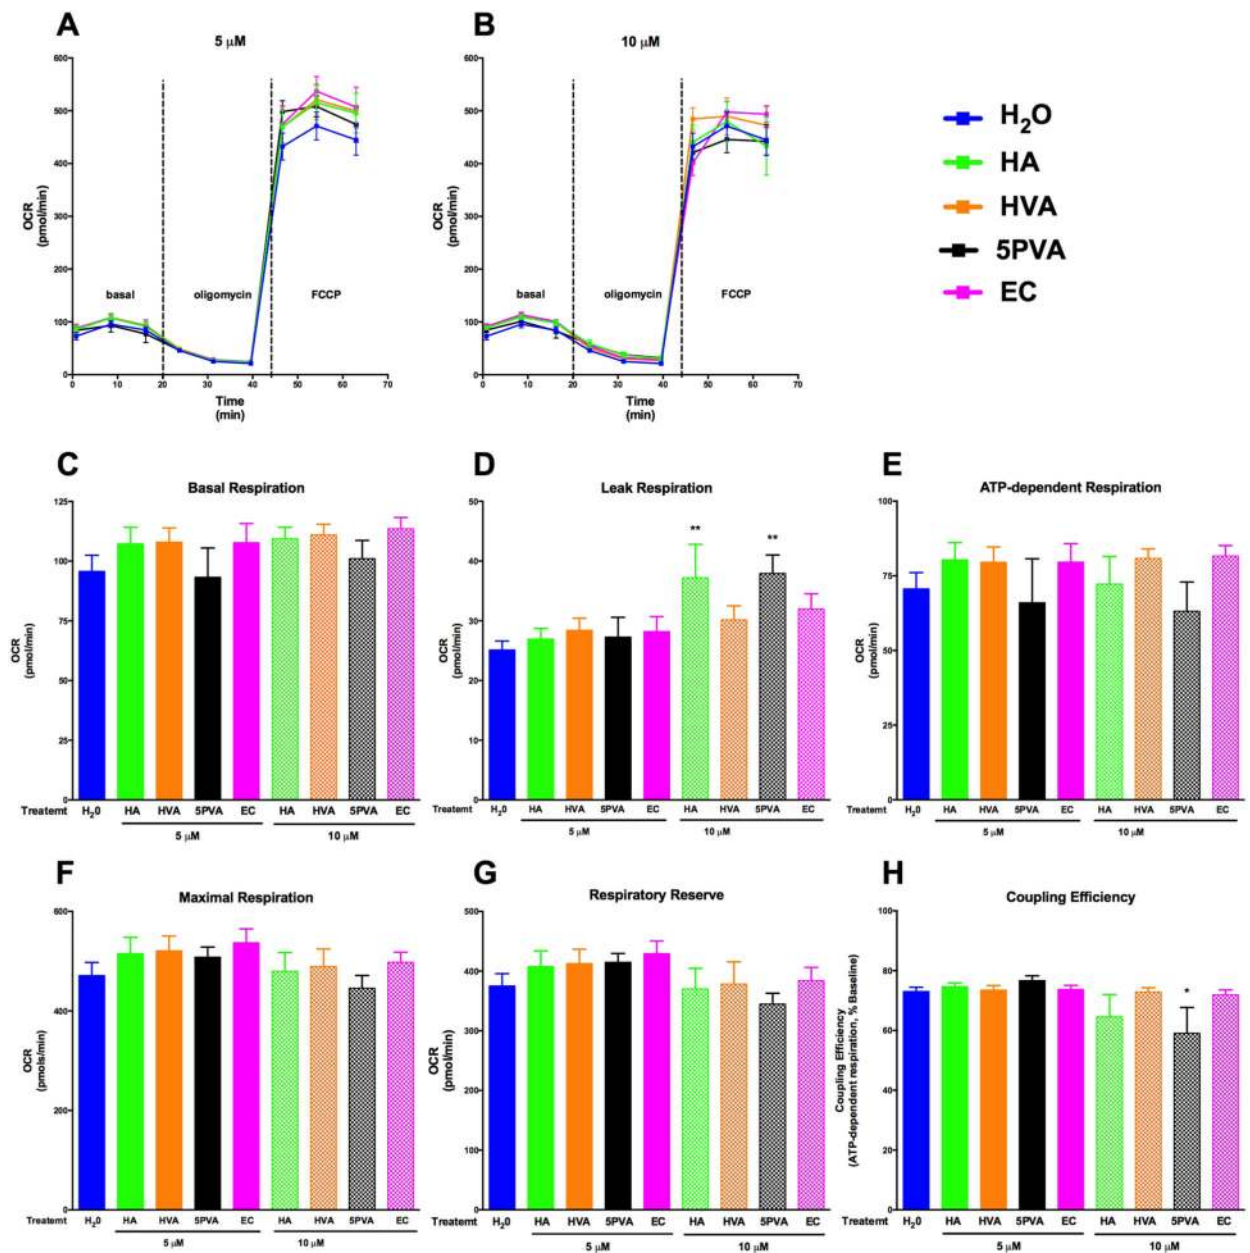 A
5 μM
600
500
400
300
200
100
0
OCR
(pmol/min)
basal
oligomycin
FCCP
0 10 20 30 40 50 60 70
Time
(min)
B
10 μM
600
500
400
300
200
100
0
OCR
(pmol/min)
basal
oligomycin
FCCP
0 10 20 30 40 50 60 70
Time
(min)
H2O
HA
HVA
5PVA
EC
C
Basal Respiration
125
100
75
50
25
0
OCR
(pmol/min)
Treatemt H20 HA HVA 5PVA EC HA HVA 5PVA EC
5 μM 10 μM
D
Leak Respiration
50
40
30
20
10
0
OCR
(pmol/min)
** **
Treatemt H20 HA HVA 5PVA EC HA HVA 5PVA EC
5 μM 10 μM
E
ATP-dependent Respiration
100
75
50
25
0
OCR
(pmol/min)
Treatemt H20 HA HVA 5PVA EC HA HVA 5PVA EC
5 μM 10 μM
F
Maximal Respiration
600
400
200
0
OCR
(pmols/min)
Treatemt H20 HA HVA 5PVA EC HA HVA 5PVA EC
5 μM 10 μM
G
Respiratory Reserve
500
400
300
200
100
0
OCR
(pmol/min)
Treatemt H20 HA HVA 5PVA EC HA HVA 5PVA EC
5 μM 10 μM
H
Coupling Efficiency
100
80
60
40
20
0
Coupling Efficiency
(ATP-dependent respiration, % Baseline)
*
Treatemt H20 HA HVA 5PVA EC HA HVA 5PVA EC
5 μM 10 μM